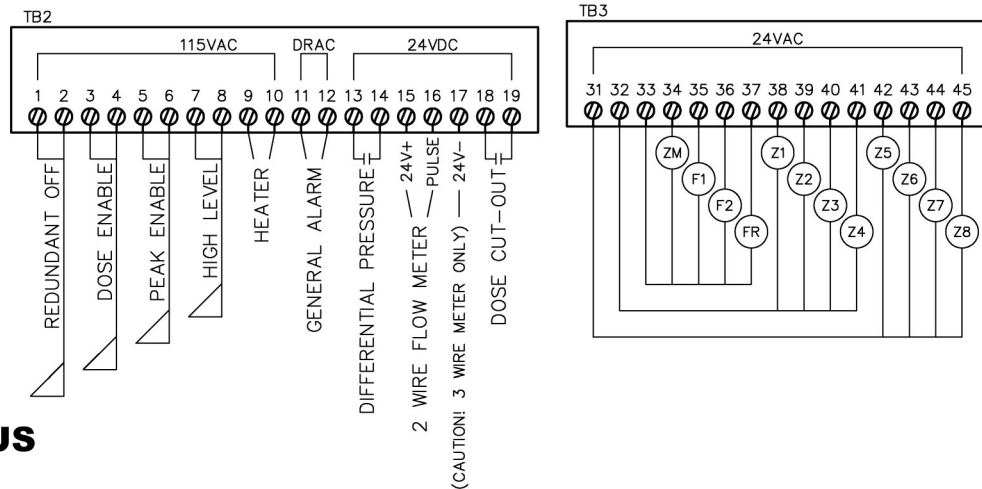 TB2
115VAC DRAC 24VDC
1 2 3 4 5 6 7 8 9 10 11 12 13 14 15 16 17 18 19
REDUNDANT OFF
DOSE ENABLE
PEAK ENABLE
HIGH LEVEL
HEATER
GENERAL ALARM
DIFFERENTIAL PRESSURE
24V+
PULSE
2 WIRE FLOW METER
24V-
(CAUTION! 3 WIRE METER ONLY)
DOSE CUT-OUT
TB3
24VAC
31 32 33 34 35 36 37 38 39 40 41 42 43 44 45
ZM Z1 Z5
F1 Z2 Z6
F2 Z3 Z7
FR Z4 Z8
US